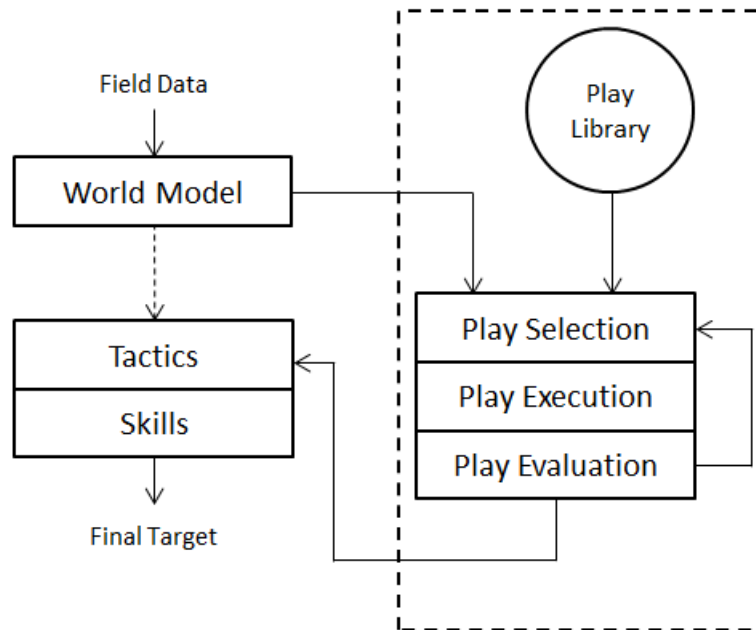 Field Data
World Model
Tactics
Skills
Final Target
Play
Library
Play Selection
Play Execution
Play Evaluation